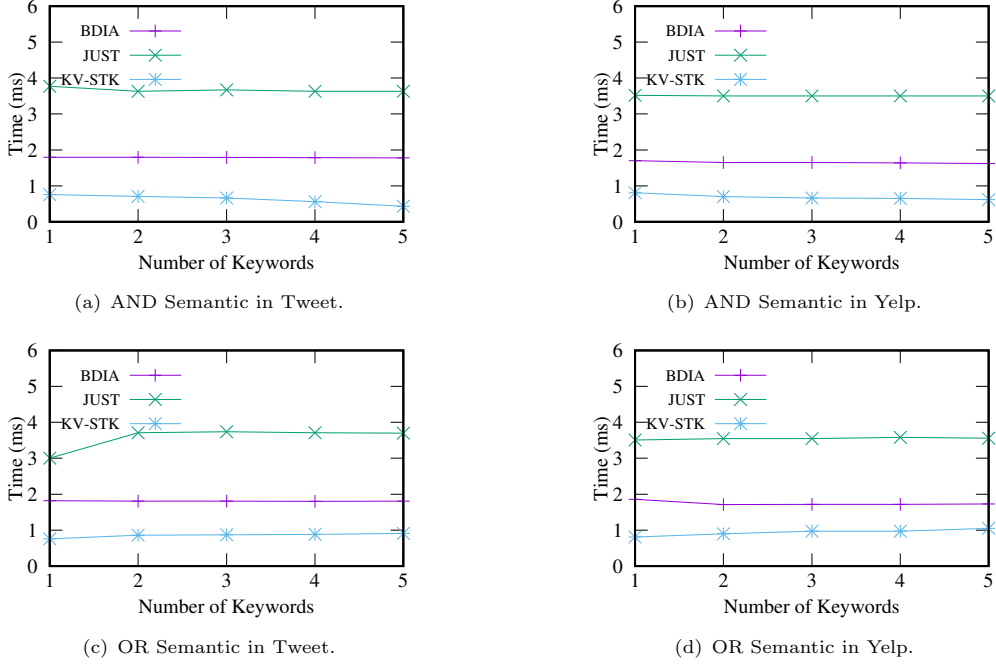 6
5
4
3
2
1
0
Time (ms)
BDIA
JUST
KV-STK
1 2 3 4 5
Number of Keywords
(a) AND Semantic in Tweet.
6
5
4
3
2
1
0
Time (ms)
BDIA
JUST
KV-STK
1 2 3 4 5
Number of Keywords
(b) AND Semantic in Yelp.
6
5
4
3
2
1
0
Time (ms)
BDIA
JUST
KV-STK
1 2 3 4 5
Number of Keywords
(c) OR Semantic in Tweet.
6
5
4
3
2
1
0
Time (ms)
BDIA
JUST
KV-STK
1 2 3 4 5
Number of Keywords
(d) OR Semantic in Yelp.